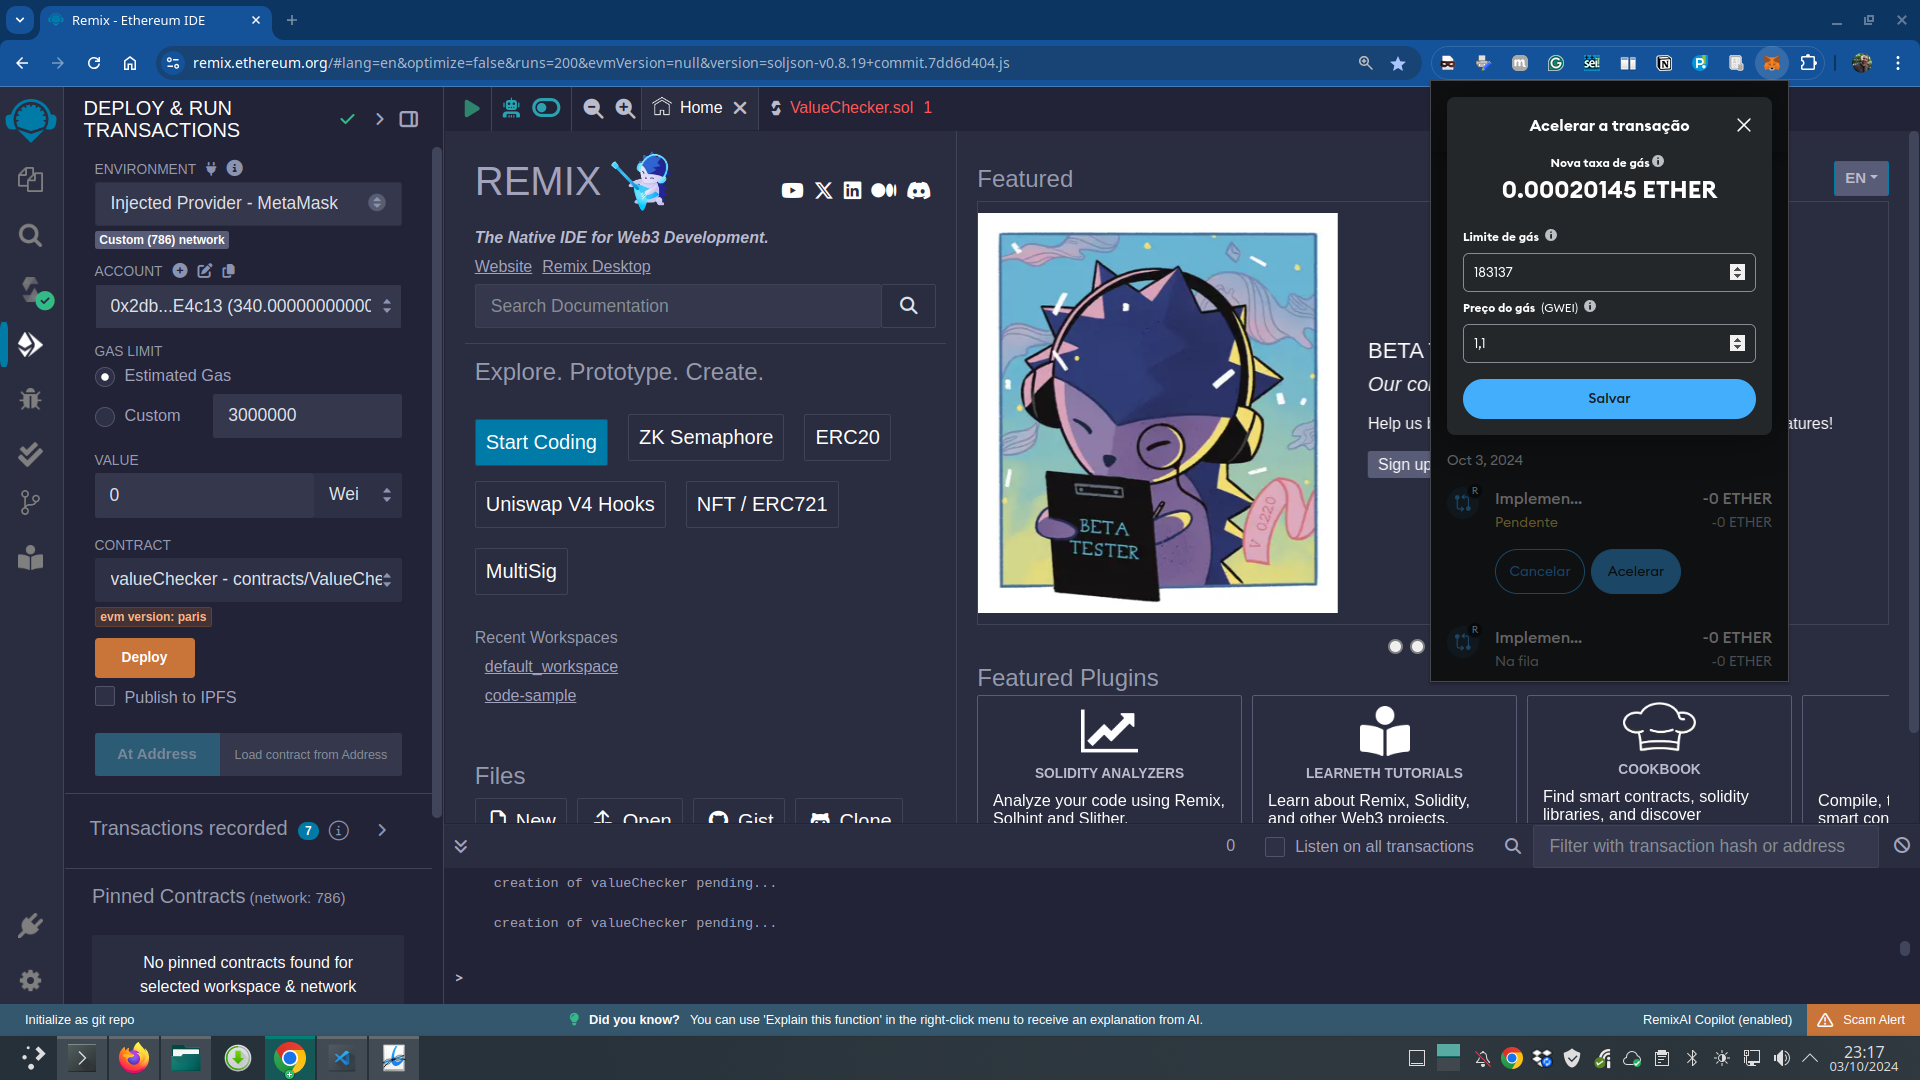 Remix - Ethereum IDE
remix.ethereum.org/#lang=en&optimize=false&runs=200&evmVersion=null&version=soljson-v0.8.19+commit.7dd6d404.js
DEPLOY & RUN
TRANSACTIONS
ENVIRONMENT
Injected Provider - MetaMask
Custom (786) network
ACCOUNT
0x2db...E4c13 (340.00000000000
GAS LIMIT
Estimated Gas
Custom
3000000
VALUE
0
Wei
CONTRACT
valueChecker - contracts/ValueChe
evm version: paris
Deploy
Publish to IPFS
At Address
Load contract from Address
Transactions recorded 7
Pinned Contracts (network: 786)
No pinned contracts found for
selected workspace & network
Home
ValueChecker.sol 1
REMIX
The Native IDE for Web3 Development.
Website Remix Desktop
Search Documentation
Explore. Prototype. Create.
Start Coding
ZK Semaphore
ERC20
Uniswap V4 Hooks
NFT / ERC721
MultiSig
Recent Workspaces
default_workspace
code-sample
Files
New
Open
Gist
Clone
Featured
EN
BETA
TESTER
V 0220
BETA
Our co
Help us b
atures!
Sign up
Featured Plugins
SOLIDITY ANALYZERS
Analyze your code using Remix,
Solhint and Slither.
LEARNETH TUTORIALS
Learn about Remix, Solidity,
and other Web3 projects.
COOKBOOK
Find smart contracts, solidity
libraries, and discover
Compile, t
smart con
Acelerar a transação
Nova taxa de gás
0.00020145 ETHER
Limite de gás
183137
Preço do gás (GWEI)
1,1
Salvar
Oct 3, 2024
R
Implemen...
-0 ETHER
Pendente
-0 ETHER
Cancelar
Acelerar
R
Implemen...
-0 ETHER
Na fila
-0 ETHER
0
Listen on all transactions
Filter with transaction hash or address
creation of valueChecker pending...
creation of valueChecker pending...
>
Initialize as git repo
Did you know? You can use 'Explain this function' in the right-click menu to receive an explanation from AI.
RemixAI Copilot (enabled)
Scam Alert
23:17
03/10/2024